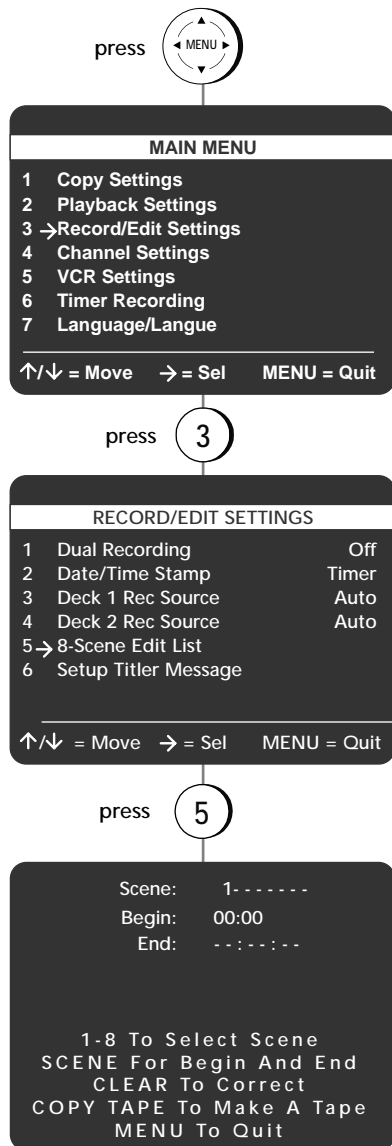 press MENU
MAIN MENU
1 Copy Settings
2 Playback Settings
3 →Record/Edit Settings
4 Channel Settings
5 VCR Settings
6 Timer Recording
7 Language/Langue
↑/↓ = Move → = Sel MENU = Quit
press 3
RECORD/EDIT SETTINGS
1 Dual Recording Off
2 Date/Time Stamp Timer
3 Deck 1 Rec Source Auto
4 Deck 2 Rec Source Auto
5→ 8-Scene Edit List
6 Setup Titler Message
↑/↓ = Move → = Sel MENU = Quit
press 5
Scene: 1-------
Begin: 00:00
End: --:--:--
1-8 To Select Scene
SCENE For Begin And End
CLEAR To Correct
COPY TAPE To Make A Tape
MENU To Quit